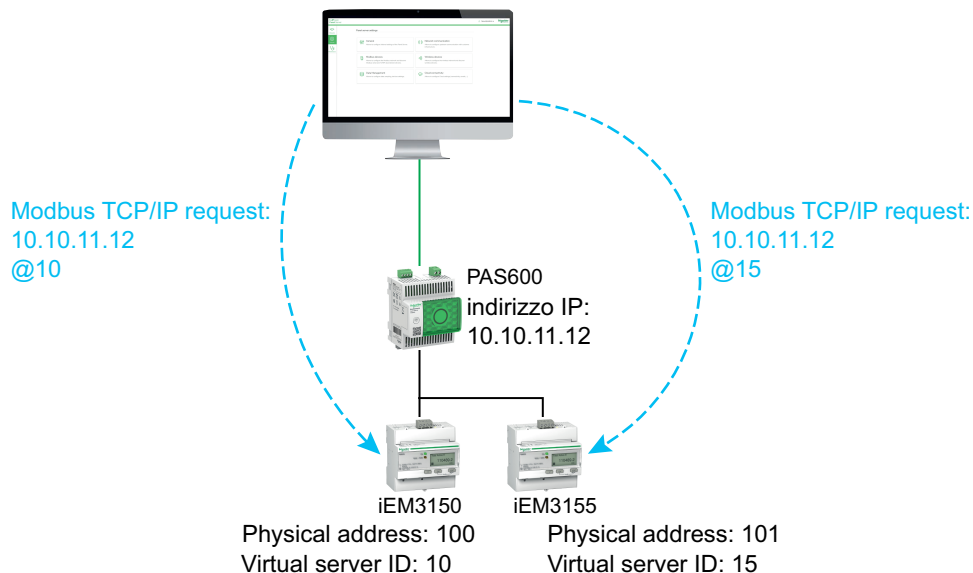 Modbus TCP/IP request:
10.10.11.12
@10
Modbus TCP/IP request:
10.10.11.12
@15
PAS600
indirizzo IP:
10.10.11.12
iEM3150
Physical address: 100
Virtual server ID: 10
iEM3155
Physical address: 101
Virtual server ID: 15